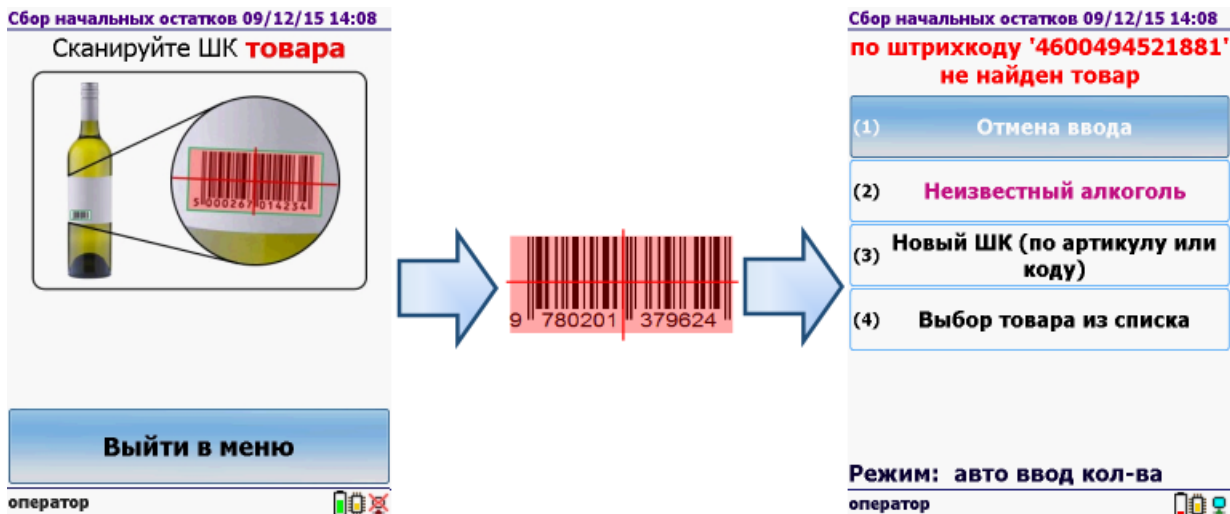 Сбор начальных остатков 09/12/15 14:08
Сканируйте ШК товара
5 000267 014234
Выйти в меню
оператор
9 780201 379624
Сбор начальных остатков 09/12/15 14:08
по штрихкоду '4600494521881'
не найден товар
(1) Отмена ввода
(2) Неизвестный алкоголь
(3) Новый ШК (по артикулу или
коду)
(4) Выбор товара из списка
Режим: авто ввод кол-ва
оператор